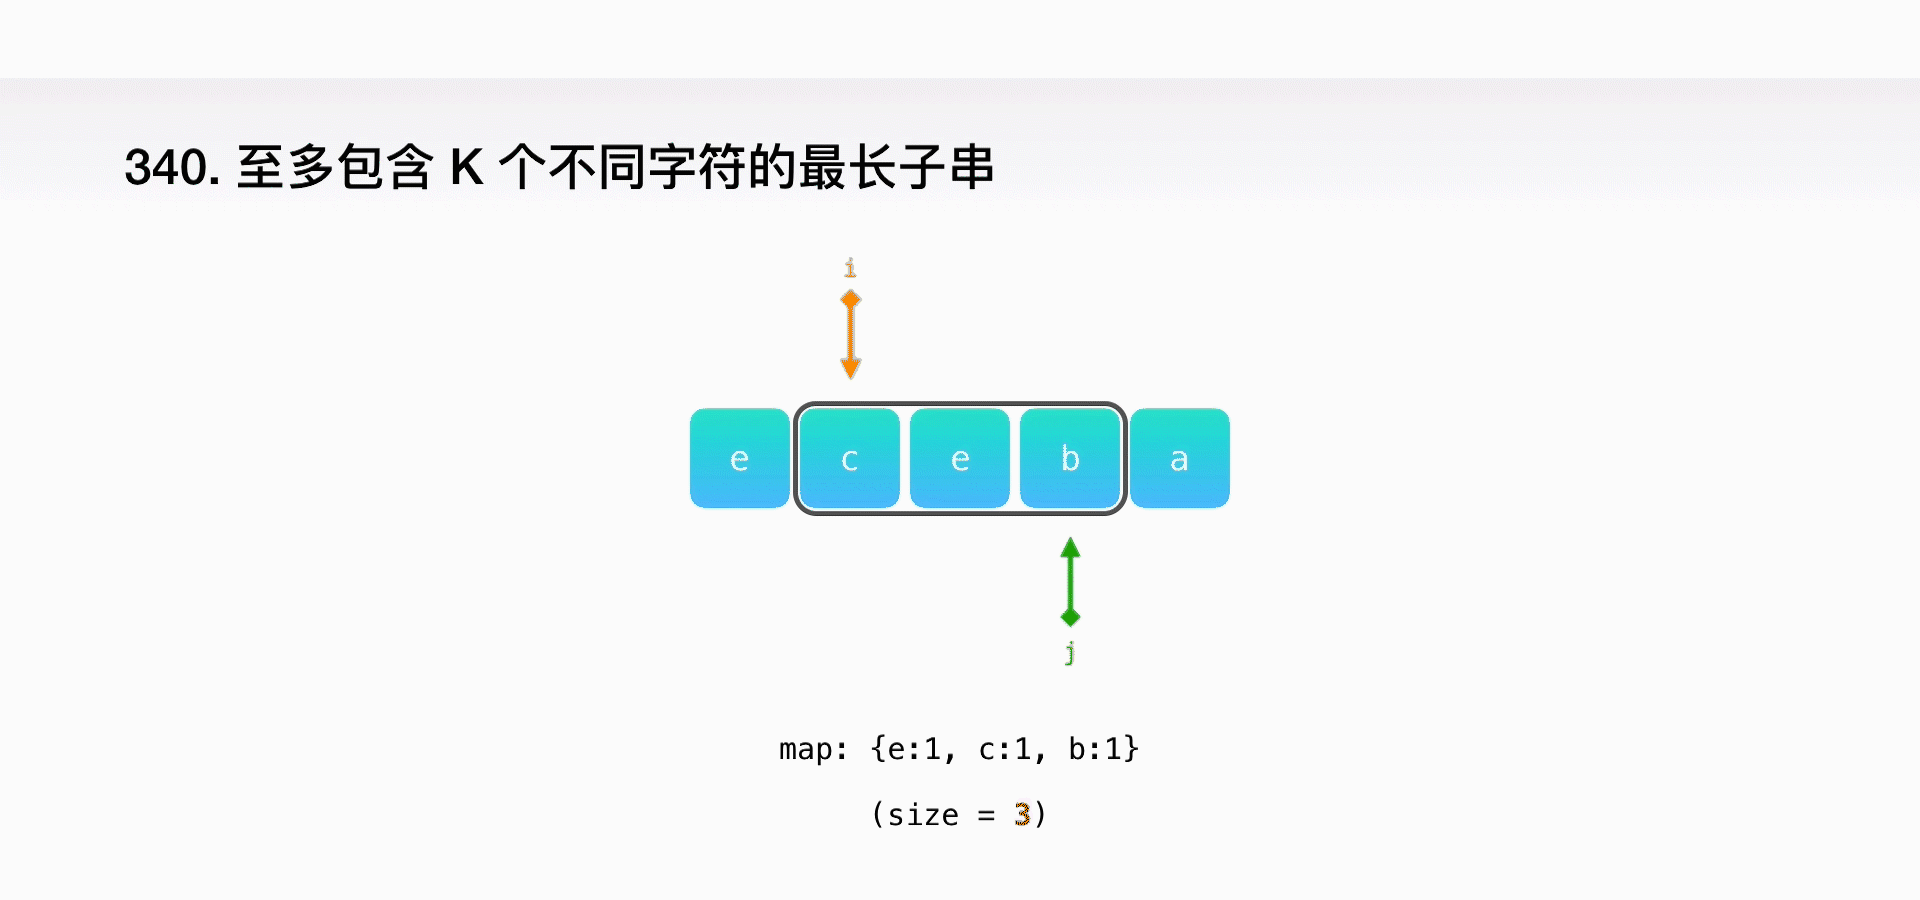 340. 至多包含 K 个不同字符的最长子串
i
e c e b a
j
map: {e:1, c:1, b:1}
(size = 3)